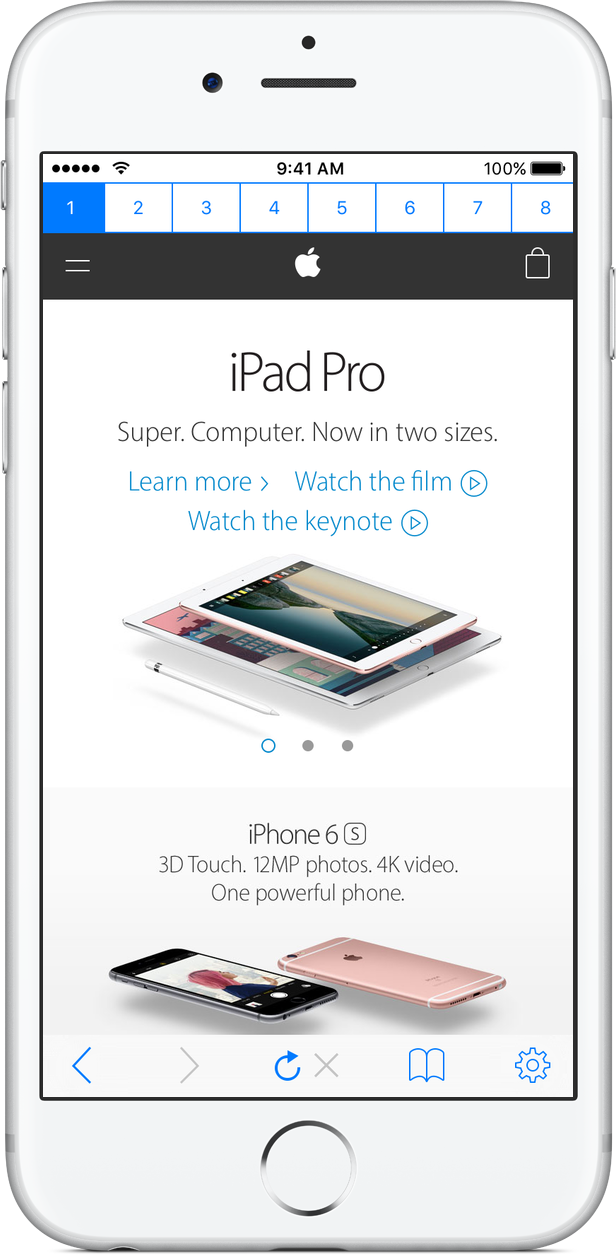 9:41 AM 100%
1 2 3 4 5 6 7 8
iPad Pro
Super. Computer. Now in two sizes.
Learn more › Watch the film
Watch the keynote
iPhone 6 S
3D Touch. 12MP photos. 4K video.
One powerful phone.